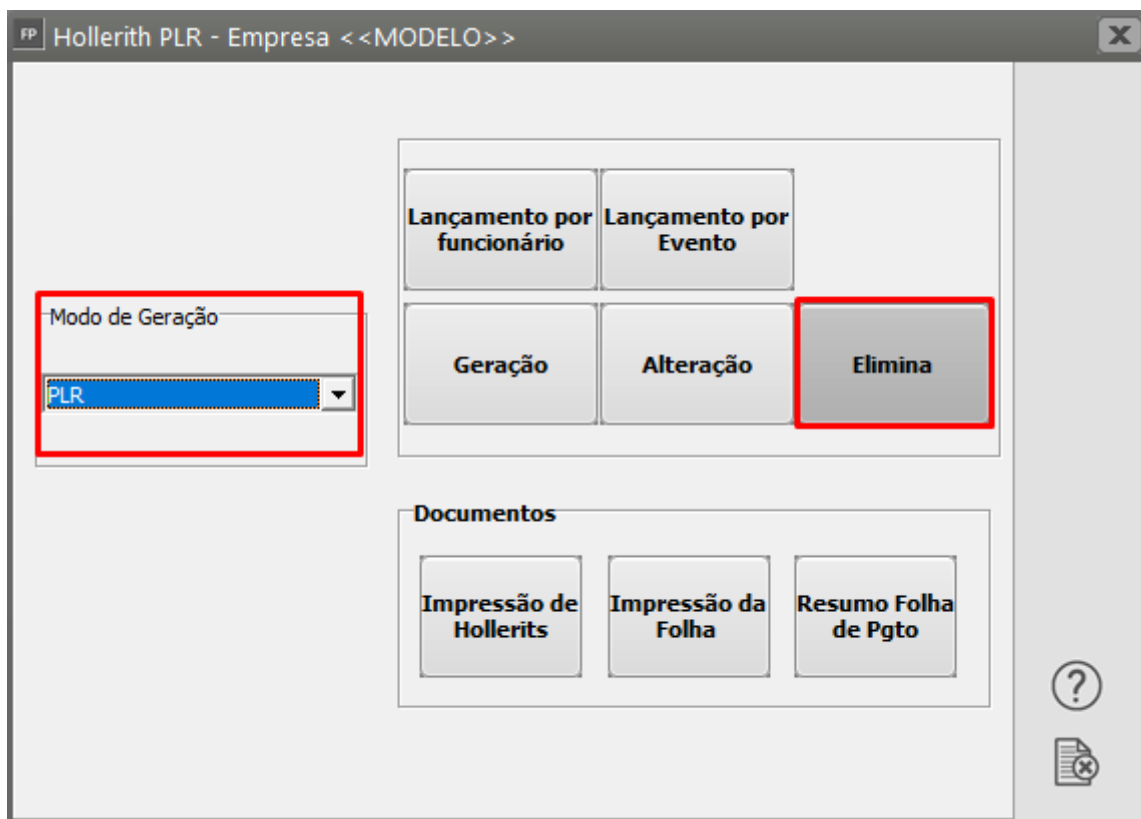 FP Hollerith PLR - Empresa <<MODELO>>
Lançamento por
funcionário
Lançamento por
Evento
Modo de Geração
PLR
Geração
Alteração
Elimina
Documentos
Impressão de
Hollerits
Impressão da
Folha
Resumo Folha
de Pgto
?